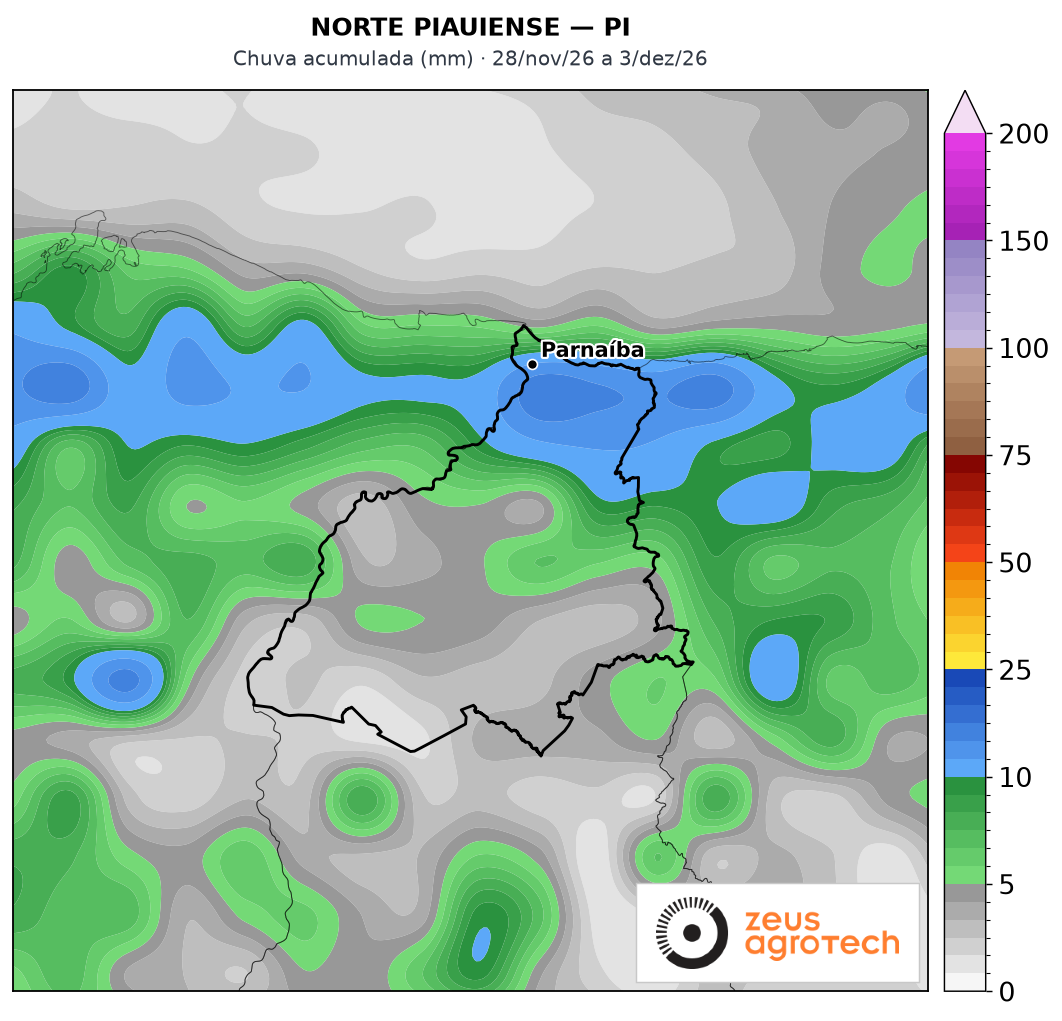 NORTE PIAUIENSE — PI
Chuva acumulada (mm) · 28/nov/26 a 3/dez/26
Parnaíba
200
150
100
75
50
25
10
5
0
zeus
agrotech